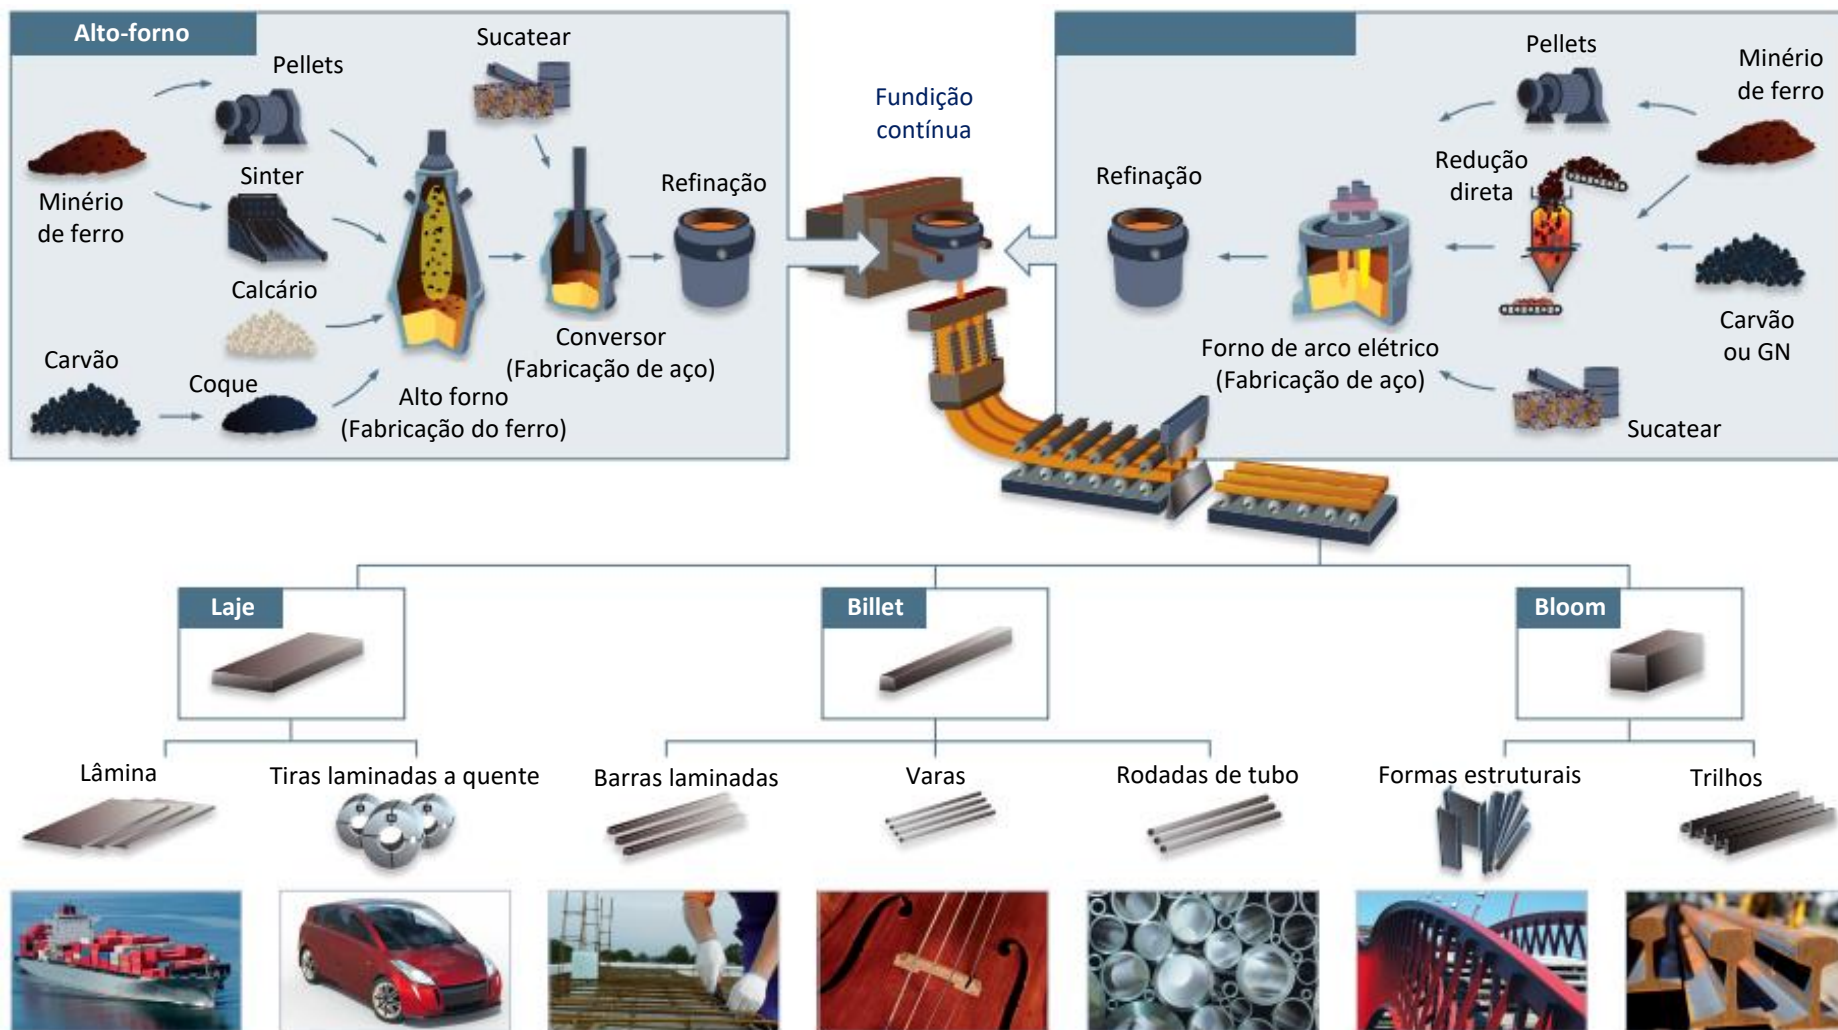 Alto-forno
Sucatear
Pellets
Minério
de ferro
Sinter
Calcário
Carvão
Coque
Alto forno
(Fabricação do ferro)
Conversor
(Fabricação de aço)
Refinação
Fundição
contínua
Pellets
Minério
de ferro
Redução
direta
Refinação
Forno de arco elétrico
(Fabricação de aço)
Carvão
ou GN
Sucatear
Laje
Billet
Bloom
Lâmina
Tiras laminadas a quente
Barras laminadas
Varas
Rodadas de tubo
Formas estruturais
Trilhos